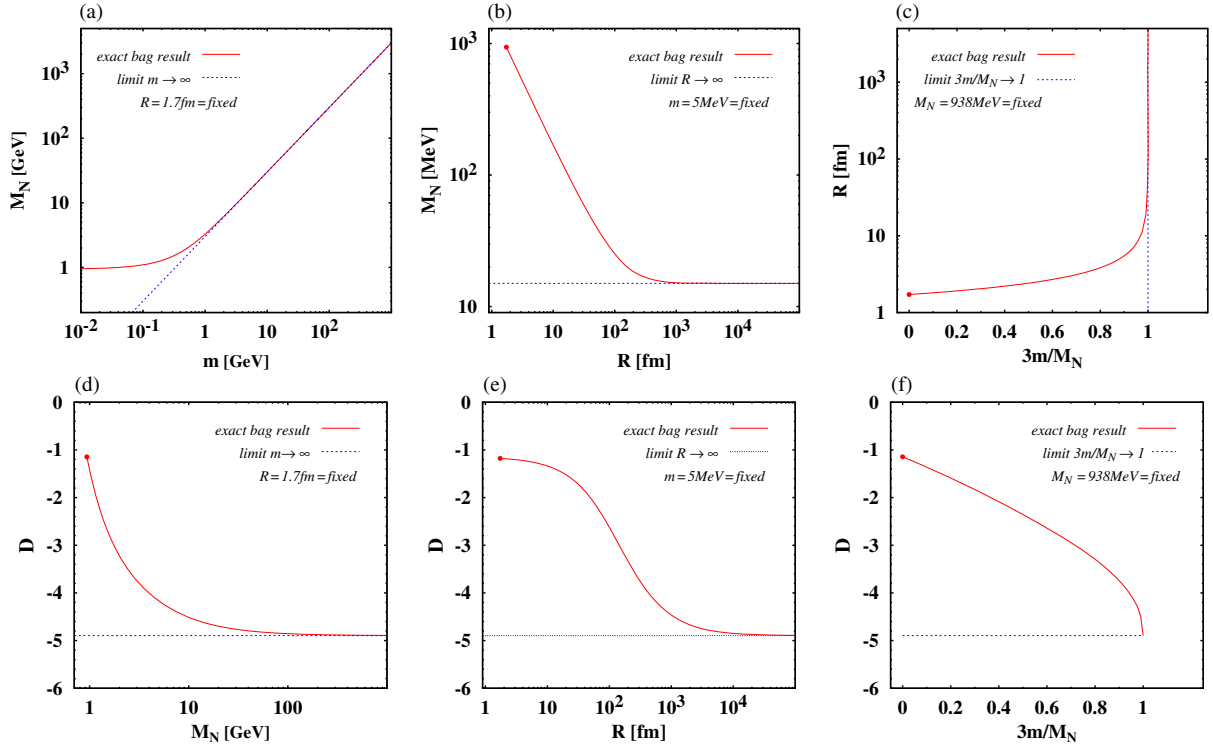 (a)
exact bag result
limit m → ∞
R = 1.7fm = fixed
M_N [GeV]
10^3
10^2
10
1
10^-2
10^-1
1
10
10^2
m [GeV]
(b)
exact bag result
limit R → ∞
m = 5MeV = fixed
M_N [MeV]
10^3
10^2
10
1
10
10^2
10^3
10^4
R [fm]
(c)
exact bag result
limit 3m/M_N → 1
M_N = 938MeV = fixed
R [fm]
10^3
10^2
10
1
0
0.2
0.4
0.6
0.8
1
3m/M_N
(d)
exact bag result
limit m → ∞
R = 1.7fm = fixed
D
0
-1
-2
-3
-4
-5
-6
1
10
100
M_N [GeV]
(e)
exact bag result
limit R → ∞
m = 5MeV = fixed
D
0
-1
-2
-3
-4
-5
-6
1
10
10^2
10^3
10^4
R [fm]
(f)
exact bag result
limit 3m/M_N → 1
M_N = 938MeV = fixed
D
0
-1
-2
-3
-4
-5
-6
0
0.2
0.4
0.6
0.8
1
3m/M_N